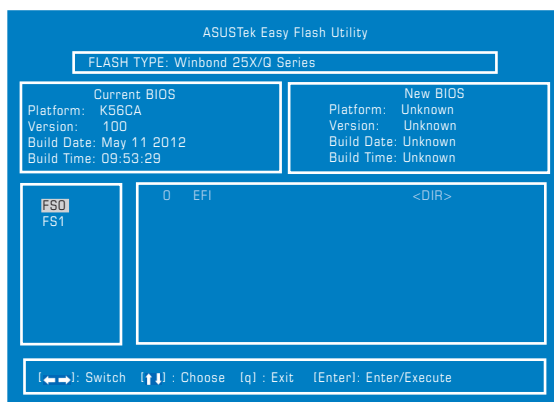 ASUSTek Easy Flash Utility
FLASH TYPE: Winbond 25X/Q Series
Current BIOS
Platform: K56CA
Version: 100
Build Date: May 11 2012
Build Time: 09:53:29
New BIOS
Platform: Unknown
Version: Unknown
Build Date: Unknown
Build Time: Unknown
FS0
FS1
0 EFI <DIR>
[←→]: Switch [↑↓] : Choose [q] : Exit [Enter]: Enter/Execute